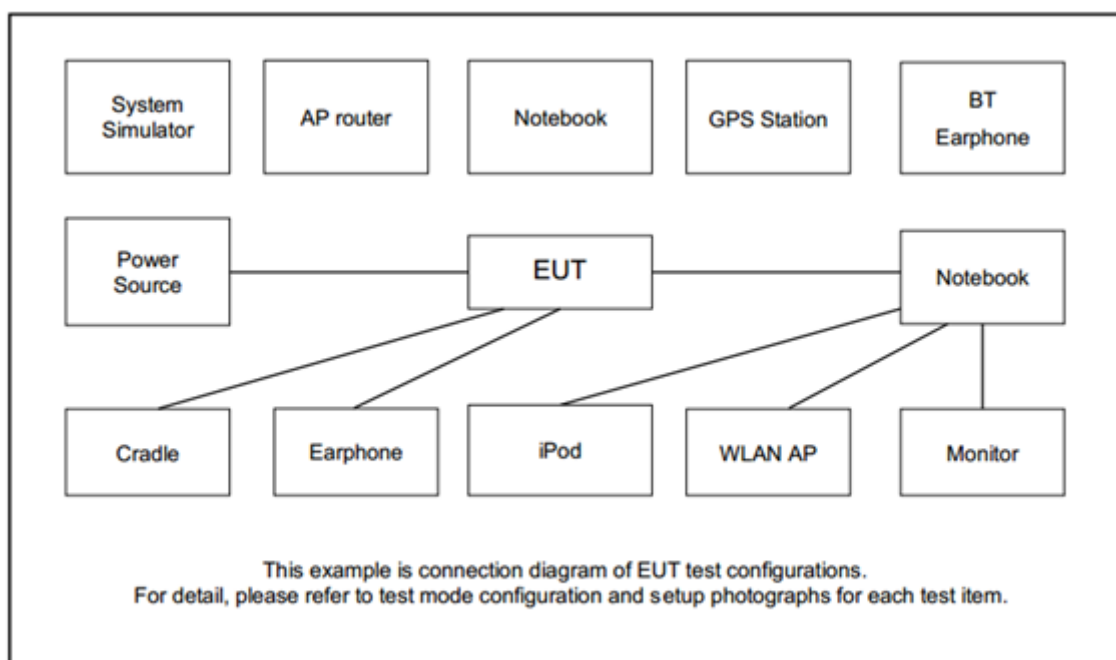 System
Simulator
AP router
Notebook
GPS Station
BT
Earphone
Power
Source
EUT
Notebook
Cradle
Earphone
iPod
WLAN AP
Monitor
This example is connection diagram of EUT test configurations.
For detail, please refer to test mode configuration and setup photographs for each test item.